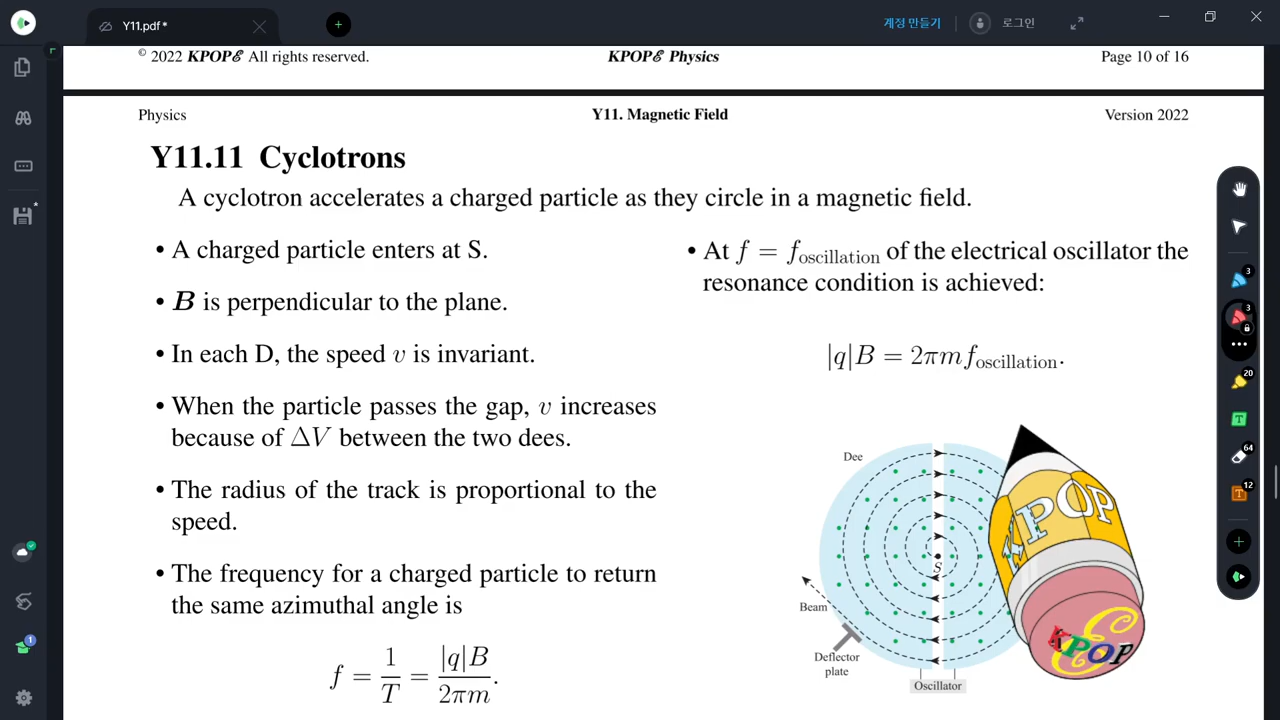 Y11.pdf*
계정 만들기
로그인
© 2022 KPOPE All rights reserved.
KPOPE Physics
Page 10 of 16
Physics
Y11. Magnetic Field
Version 2022
Y11.11 Cyclotrons
A cyclotron accelerates a charged particle as they circle in a magnetic field.
• A charged particle enters at S.
• B is perpendicular to the plane.
• In each D, the speed v is invariant.
• When the particle passes the gap, v increases
because of ΔV between the two dees.
• The radius of the track is proportional to the
speed.
• The frequency for a charged particle to return
the same azimuthal angle is
f = 1/T = |q|B/2πm.
• At f = f_oscillation of the electrical oscillator the
resonance condition is achieved:
|q|B = 2πmf_oscillation.
Dee
S
Beam
Deflector
plate
Oscillator
KPOP
KPOP
E
3
3
20
T
64
T
12
1